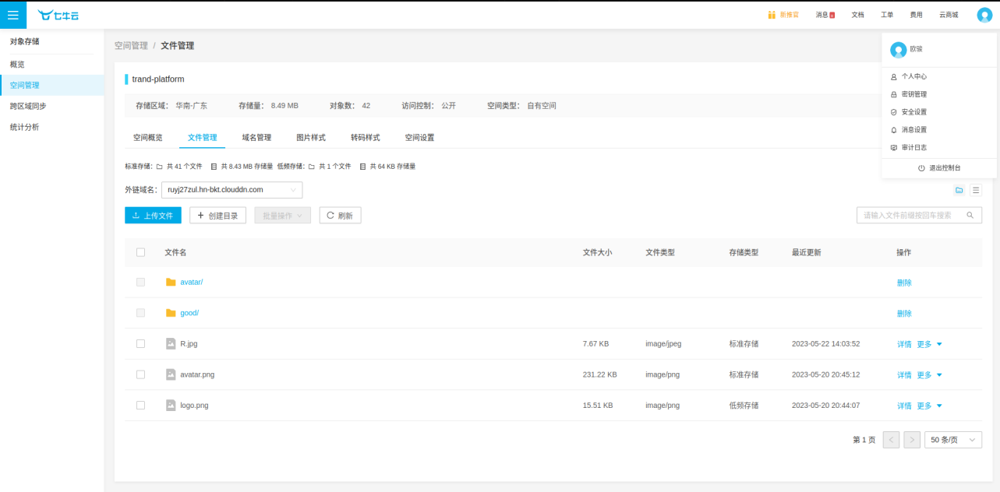 七牛云
新推官 消息 文档 工单 费用 云商城
对象存储
概览
空间管理
跨区域同步
统计分析
空间管理 / 文件管理
欧骏
个人中心
密钥管理
安全设置
消息设置
审计日志
退出控制台
trand-platform
存储区域： 华南-广东 存储量： 8.49 MB 对象数： 42 访问控制： 公开 空间类型： 自有空间
空间概览 文件管理 域名管理 图片样式 转码样式 空间设置
标准存储： 共 41 个文件 共 8.43 MB 存储量 低频存储： 共 1 个文件 共 64 KB 存储量
外链域名： ruyj27zul.hn-bkt.clouddn.com
上传文件 创建目录 批量操作 刷新 请输入文件前缀按回车搜索
文件名 文件大小 文件类型 存储类型 最近更新 操作
avatar/ 删除
good/ 删除
R.jpg 7.67 KB image/jpeg 标准存储 2023-05-22 14:03:52 详情 更多
avatar.png 231.22 KB image/png 标准存储 2023-05-20 20:45:12 详情 更多
logo.png 15.51 KB image/png 低频存储 2023-05-20 20:44:07 详情 更多
第 1 页 < > 50 条/页